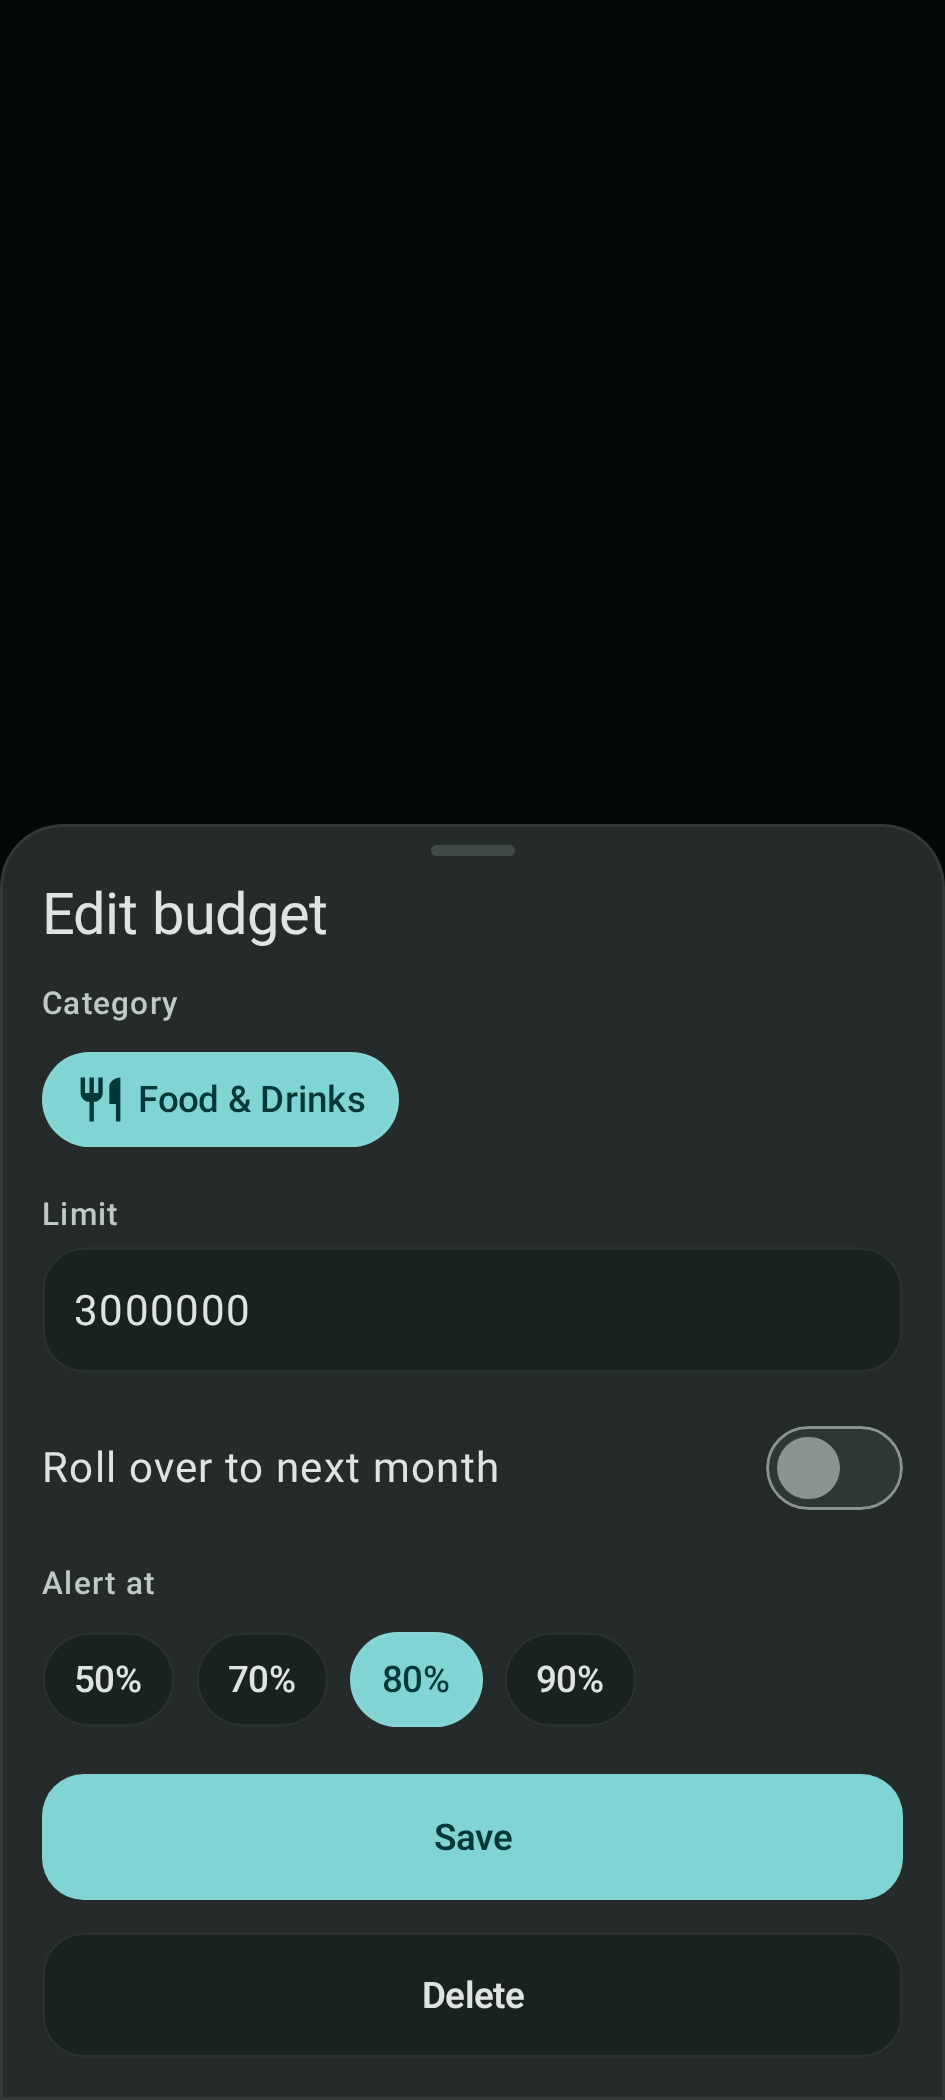 Edit budget
Category
Food & Drinks
Limit
3000000
Roll over to next month
Alert at
50% 70% 80% 90%
Save
Delete